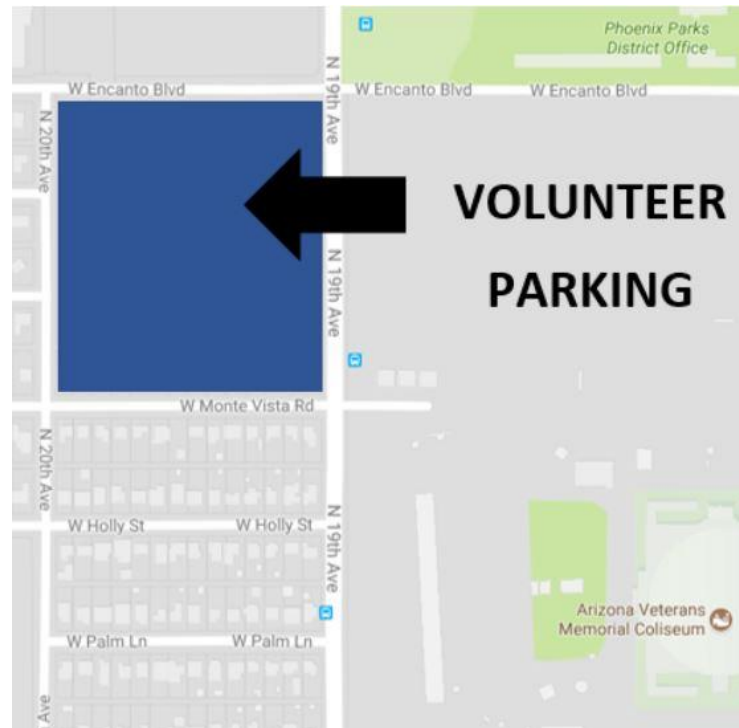 Phoenix Parks
District Office
W Encanto Blvd
W Encanto Blvd
W Encanto Blvd
N 19th Ave
N 20th Ave
VOLUNTEER
PARKING
N 19th Ave
W Monte Vista Rd
N 20th Ave
N 19th Ave
W Holly St
W Holly St
Arizona Veterans
Memorial Coliseum
W Palm Ln
W Palm Ln
Ave